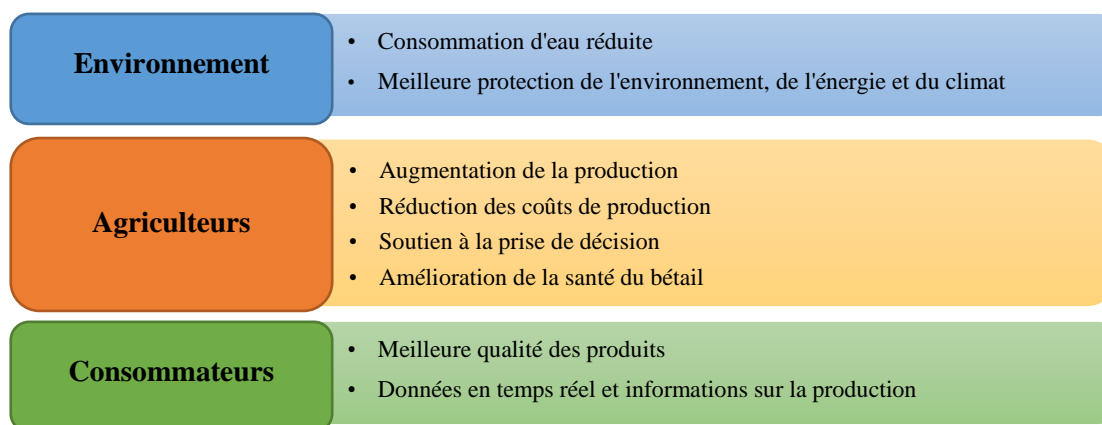 Environnement
• Consommation d'eau réduite
• Meilleure protection de l'environnement, de l'énergie et du climat
Agriculteurs
• Augmentation de la production
• Réduction des coûts de production
• Soutien à la prise de décision
• Amélioration de la santé du bétail
Consommateurs
• Meilleure qualité des produits
• Données en temps réel et informations sur la production